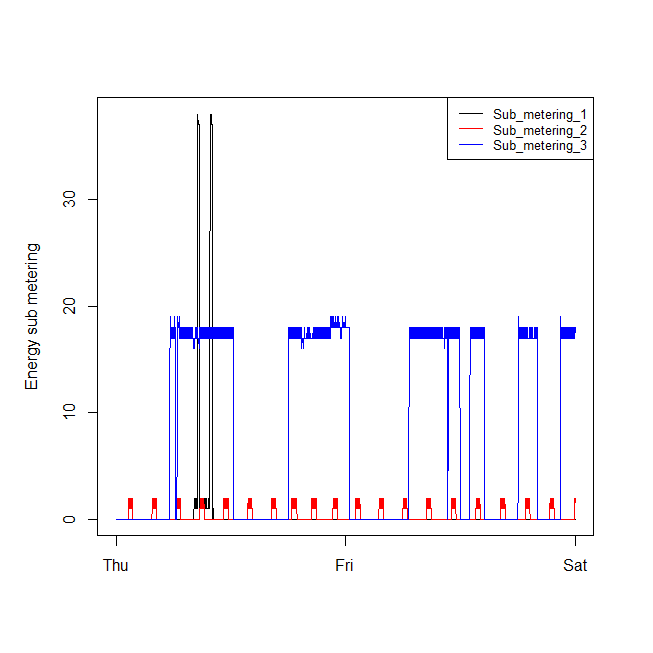 Sub_metering_1
Sub_metering_2
Sub_metering_3
Energy sub metering
30
20
10
0
Thu Fri Sat